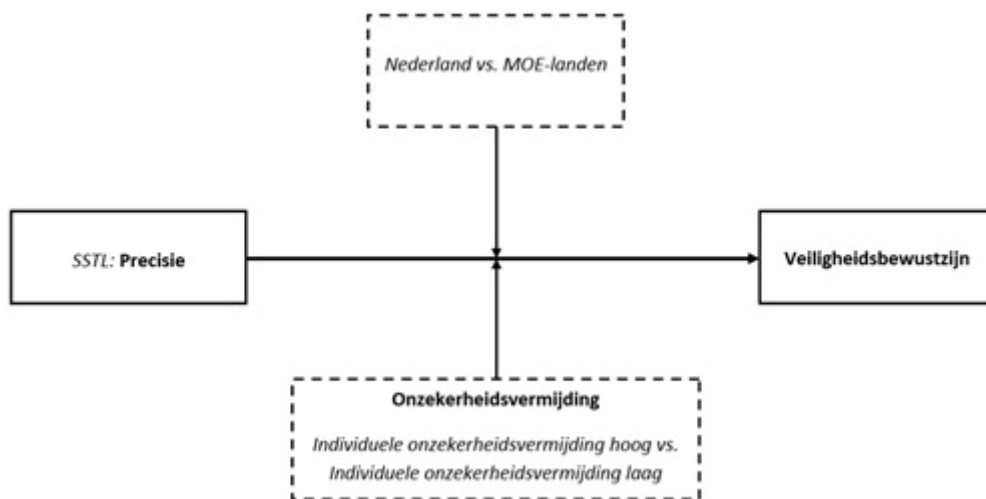 Nederland vs. MOE-landen
SSTL: Precisie
Veiligheidsbewustzijn
Onzekerheidsvermijding
Individuele onzekerheidsvermijding hoog vs.
Individuele onzekerheidsvermijding laag